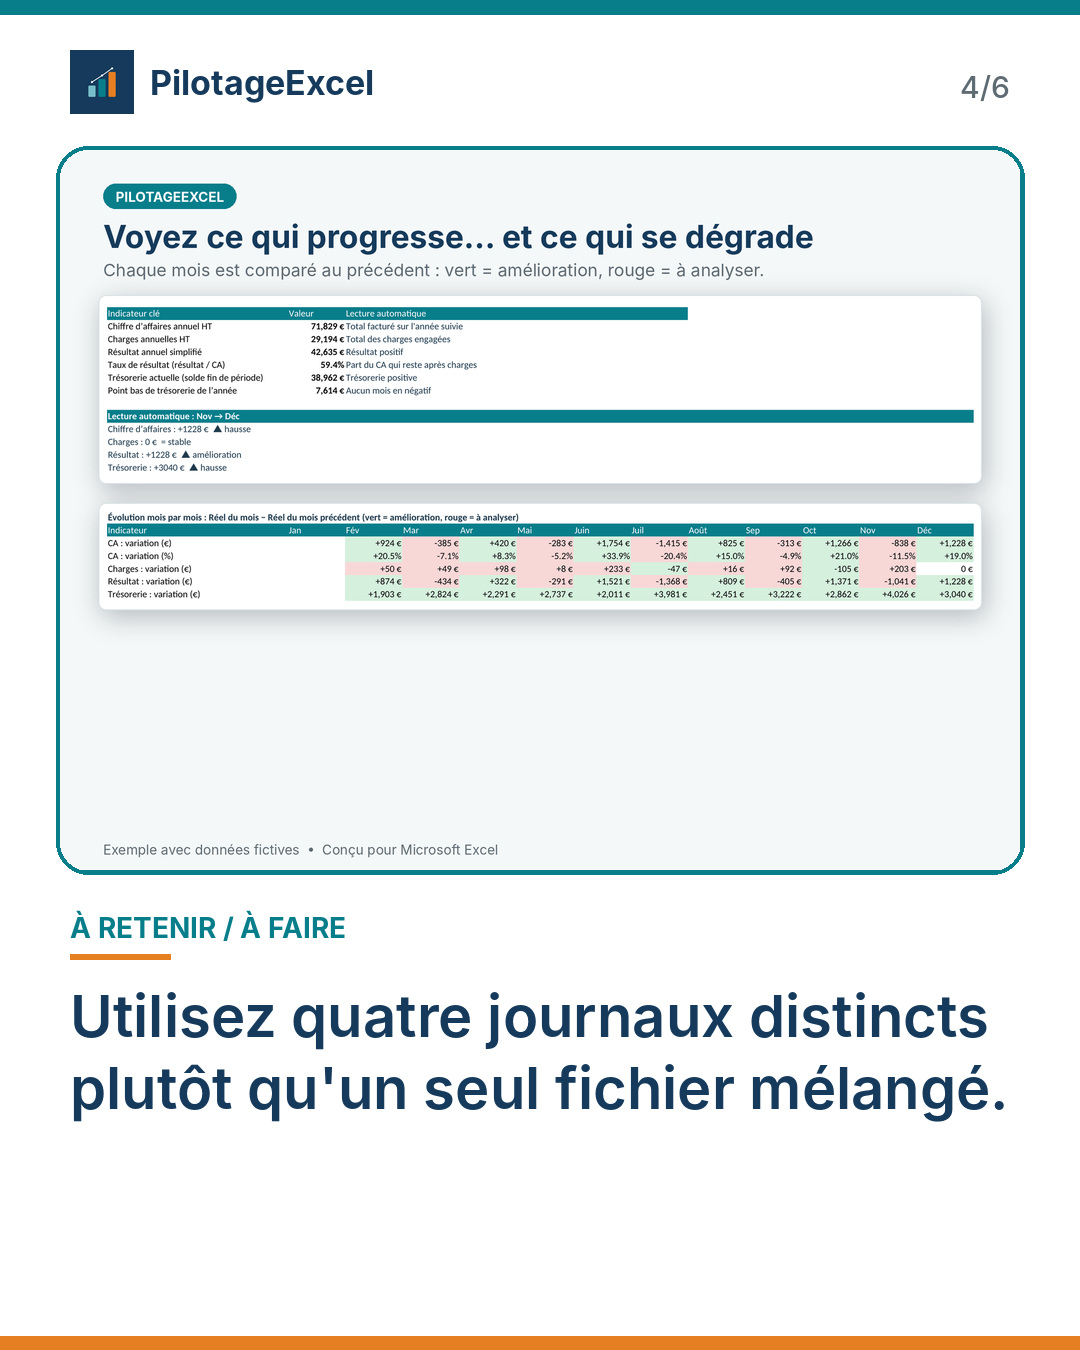 PilotageExcel
4/6
PILOTAGEEXCEL
Voyez ce qui progresse... et ce qui se dégrade
Chaque mois est comparé au précédent : vert = amélioration, rouge = à analyser.
Indicateur clé Valeur Lecture automatique
Chiffre d'affaires annuel HT 71,829 € Total facturé sur l'année suivie
Charges annuelles HT 29,194 € Total des charges engagées
Résultat annuel simplifié 42,635 € Résultat positif
Taux de résultat (résultat / CA) 59.4% Part du CA qui reste après charges
Trésorerie actuelle (solde fin de période) 38,962 € Trésorerie positive
Point bas de trésorerie de l'année 7,614 € Aucun mois en négatif
Lecture automatique : Nov → Déc
Chiffre d'affaires : +1228 € ▲ hausse
Charges : 0 € = stable
Résultat : +1228 € ▲ amélioration
Trésorerie : +3040 € ▲ hausse
Évolution mois par mois : Réel du mois − Réel du mois précédent (vert = amélioration, rouge = à analyser)
Indicateur Jan Fév Mar Avr Mai Juin Juil Août Sep Oct Nov Déc
CA : variation (€) +924 € -385 € +420 € -283 € +1,754 € -1,415 € +825 € -313 € +1,266 € -838 € +1,228 €
CA : variation (%) +20.5% -7.1% +8.3% -5.2% +33.9% -20.4% +15.0% -4.9% +21.0% -11.5% +19.0%
Charges : variation (€) +50 € +49 € +98 € +8 € +233 € -47 € +16 € +92 € -105 € +203 € 0 €
Résultat : variation (€) +874 € -434 € +322 € -291 € +1,521 € -1,368 € +809 € -405 € +1,371 € -1,041 € +1,228 €
Trésorerie : variation (€) +1,903 € +2,824 € +2,291 € +2,737 € +2,011 € +3,981 € +2,451 € +3,222 € +2,862 € +4,026 € +3,040 €
Exemple avec données fictives • Conçu pour Microsoft Excel
À RETENIR / À FAIRE
Utilisez quatre journaux distincts
plutôt qu'un seul fichier mélangé.